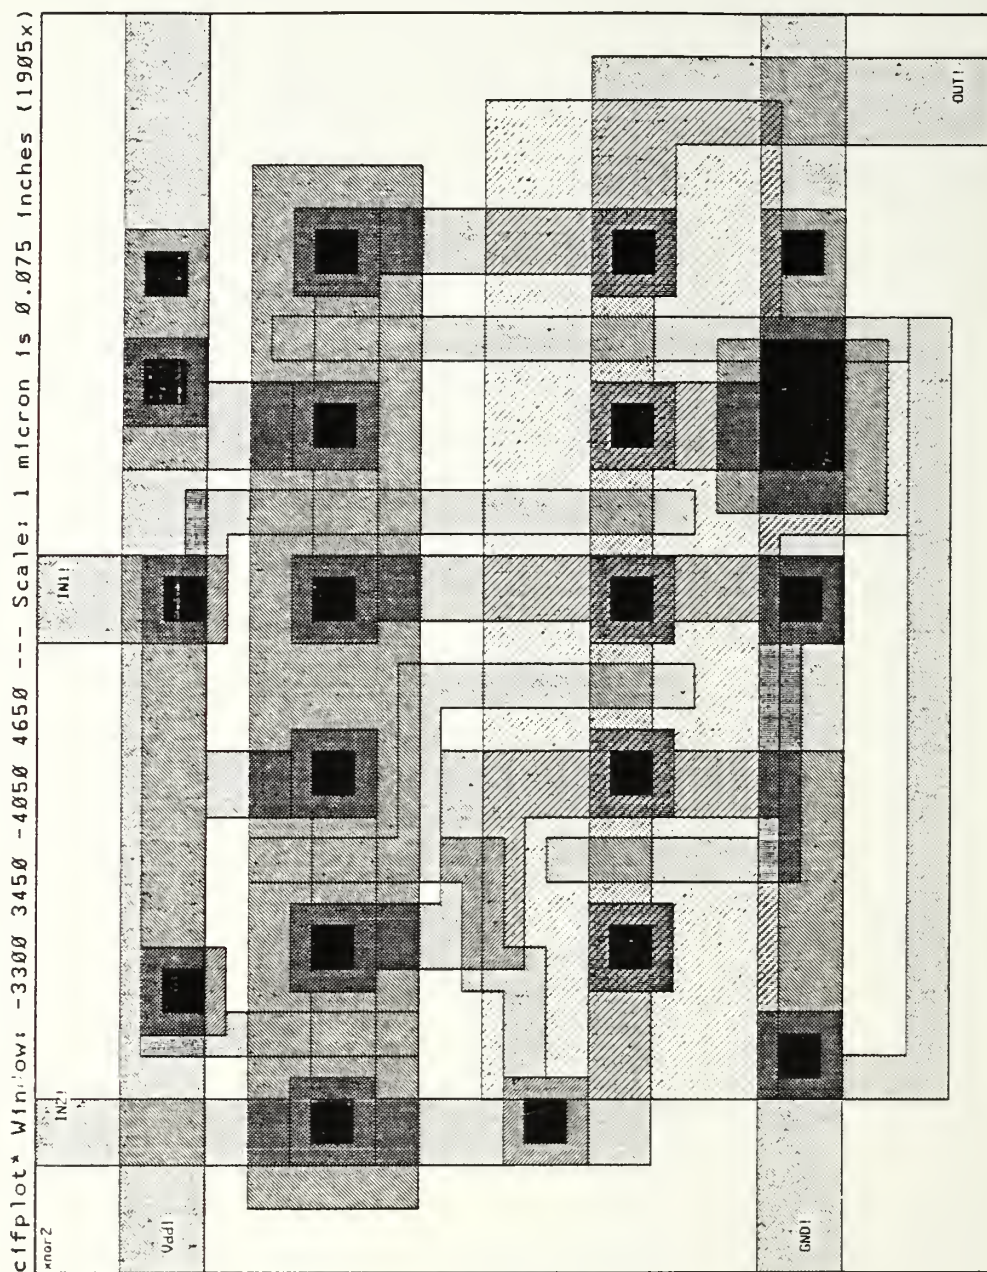 cifplot* Window: -3300 3450 -4050 4650 --- Scale: 1 micron is 0.075 inches (1905x)
xnor2
IN2!
IN1!
Vdd!
GND!
OUT!